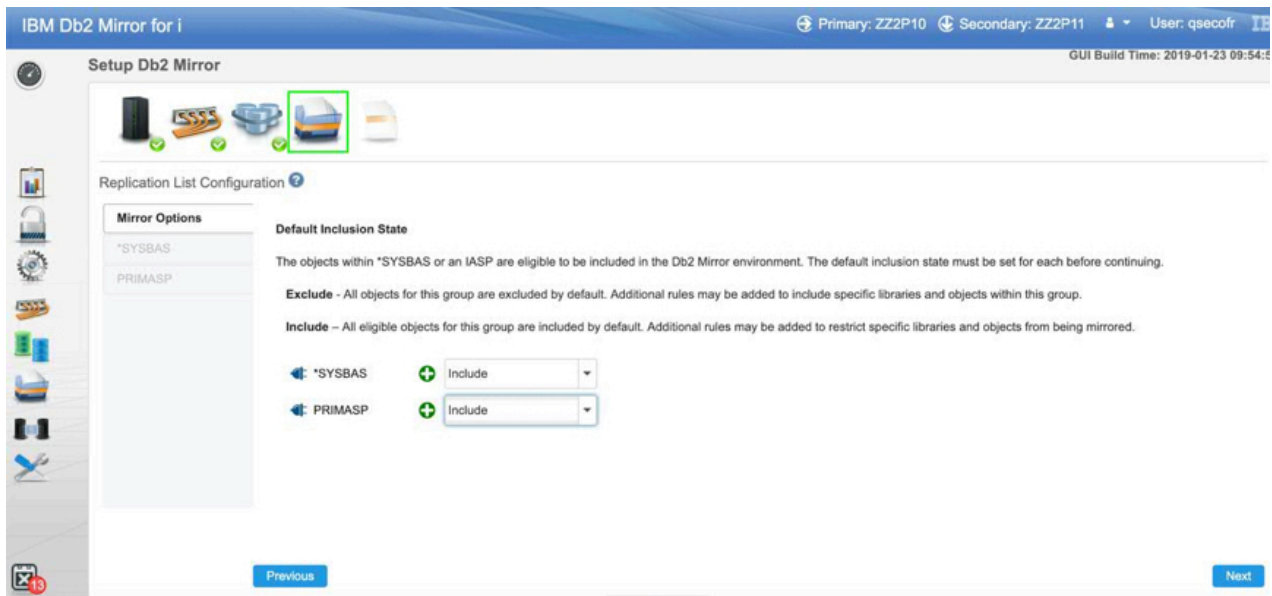 IBM Db2 Mirror for i
Primary: ZZ2P10 Secondary: ZZ2P11 User: qsecofr
GUI Build Time: 2019-01-23 09:54:5
Setup Db2 Mirror
Replication List Configuration
Mirror Options
*SYSBAS
PRIMASP
Default Inclusion State
The objects within *SYSBAS or an IASP are eligible to be included in the Db2 Mirror environment. The default inclusion state must be set for each before continuing.
Exclude - All objects for this group are excluded by default. Additional rules may be added to include specific libraries and objects within this group.
Include – All eligible objects for this group are included by default. Additional rules may be added to restrict specific libraries and objects from being mirrored.
*SYSBAS Include
PRIMASP Include
13
Previous Next